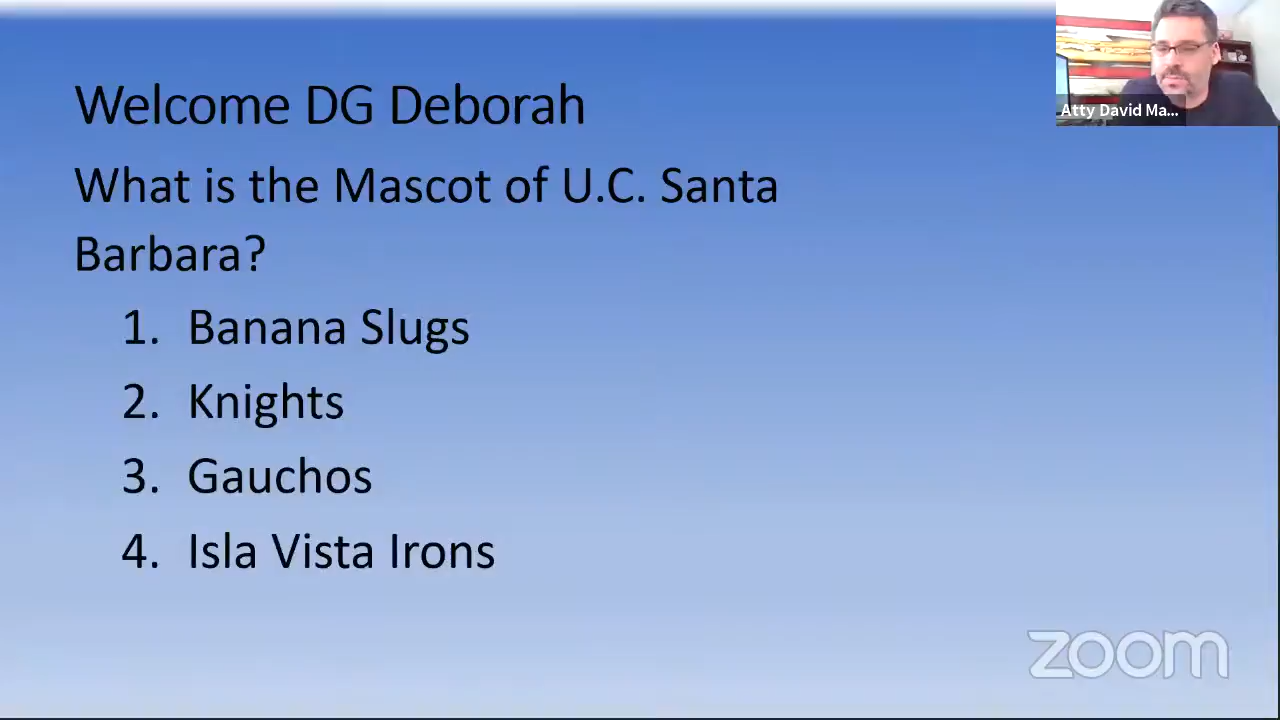 Welcome DG Deborah
What is the Mascot of U.C. Santa
Barbara?
1. Banana Slugs
2. Knights
3. Gauchos
4. Isla Vista Irons
Atty David Ma...
zoom